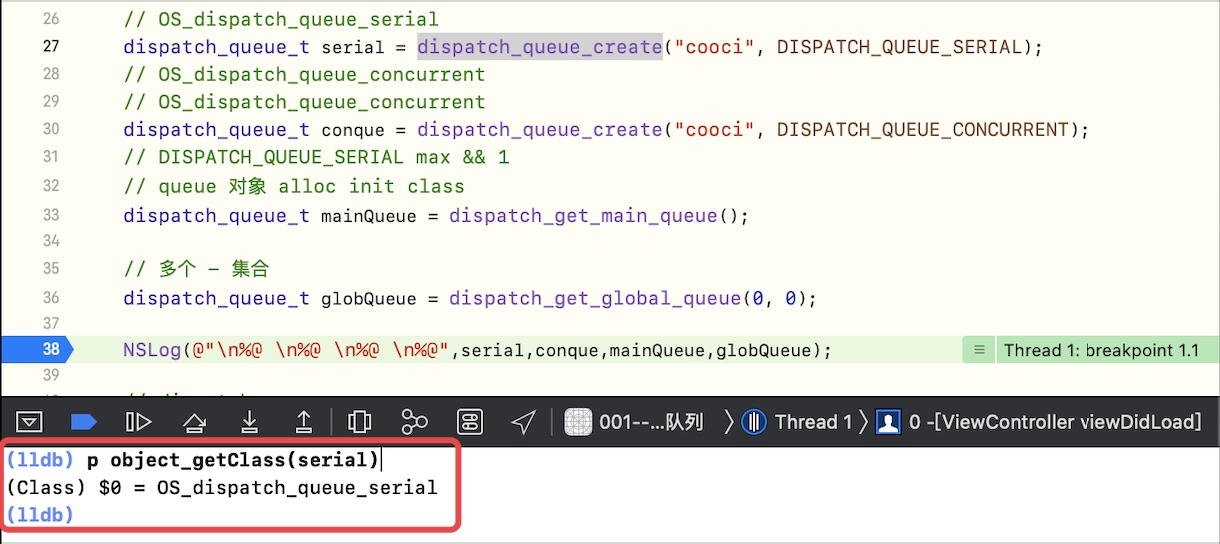 26 // OS_dispatch_queue_serial
27 dispatch_queue_t serial = dispatch_queue_create("cooci", DISPATCH_QUEUE_SERIAL);
28 // OS_dispatch_queue_concurrent
29 // OS_dispatch_queue_concurrent
30 dispatch_queue_t conque = dispatch_queue_create("cooci", DISPATCH_QUEUE_CONCURRENT);
31 // DISPATCH_QUEUE_SERIAL max && 1
32 // queue 对象 alloc init class
33 dispatch_queue_t mainQueue = dispatch_get_main_queue();
34
35 // 多个 - 集合
36 dispatch_queue_t globQueue = dispatch_get_global_queue(0, 0);
37
38 NSLog(@"\n%@ \n%@ \n%@ \n%@",serial,conque,mainQueue,globQueue); Thread 1: breakpoint 1.1
39
001--...队列 Thread 1 0 -[ViewController viewDidLoad]
(lldb) p object_getClass(serial)
(Class) $0 = OS_dispatch_queue_serial
(lldb)